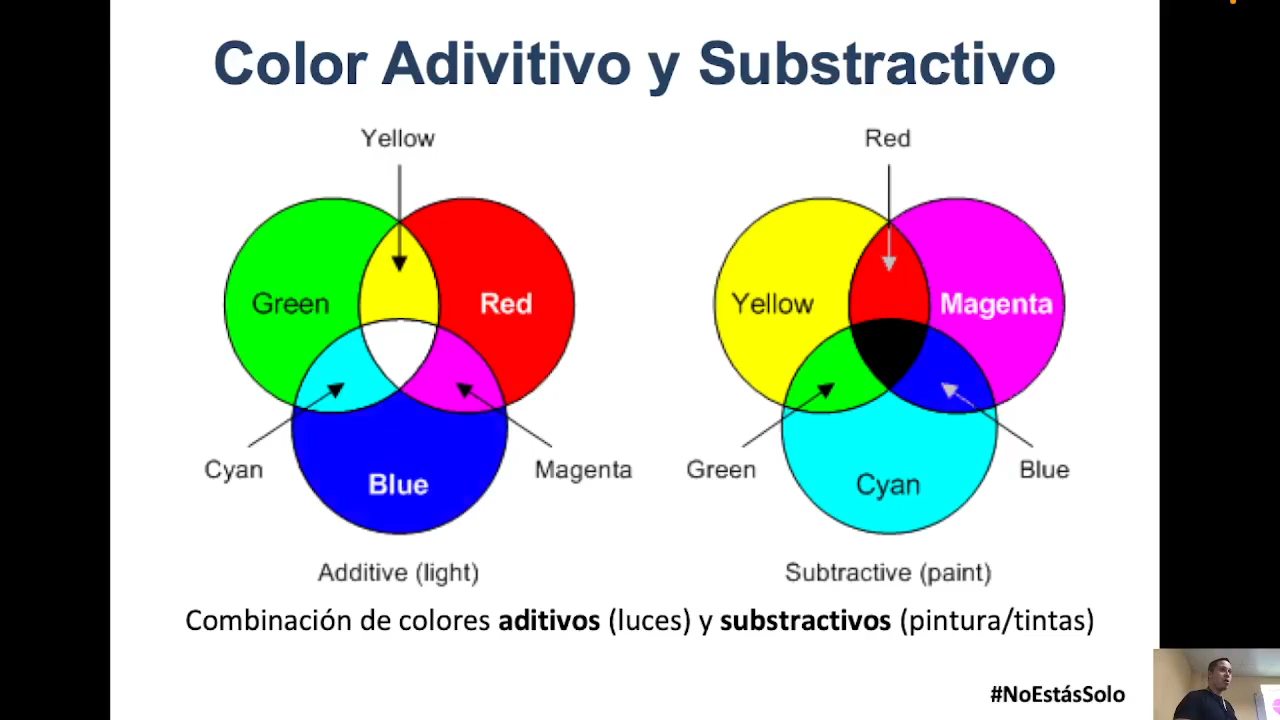 Color Adivitivo y Substractivo
Yellow
Green
Red
Cyan
Blue
Magenta
Additive (light)
Red
Yellow
Magenta
Green
Cyan
Blue
Subtractive (paint)
Combinación de colores aditivos (luces) y substractivos (pintura/tintas)
#NoEstásSolo